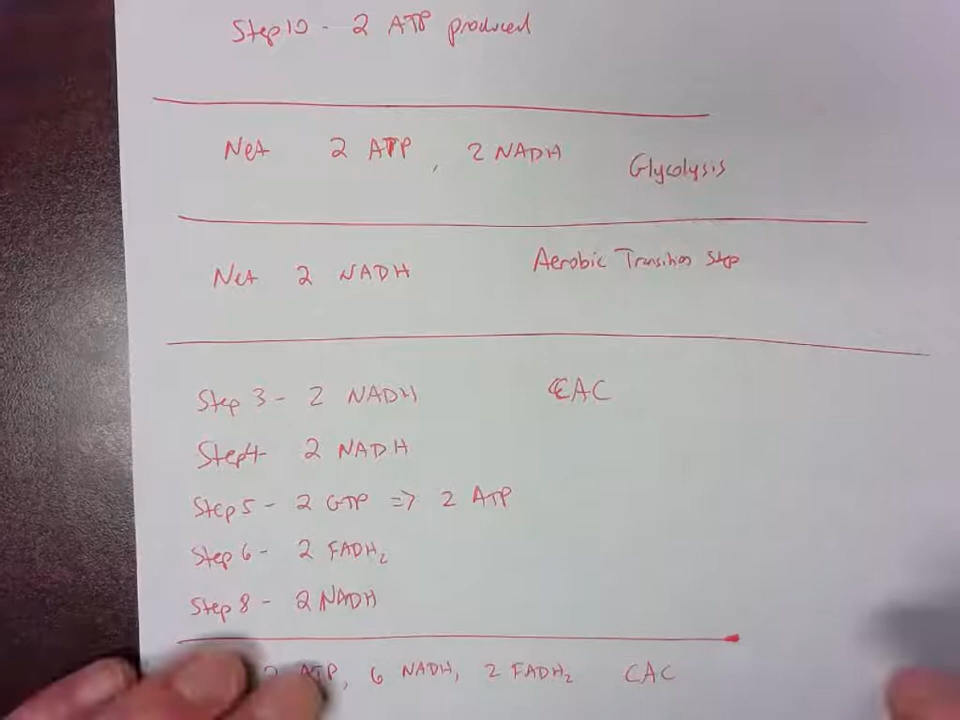 Step 10 - 2 ATP produced
Net 2 ATP, 2 NADH Glycolysis
Net 2 NADH Aerobic Transition Step
Step 3 - 2 NADH CAC
Step 4 2 NADH
Step 5 - 2 GTP => 2 ATP
Step 6 - 2 FADH₂
Step 8 - 2 NADH
2 ATP, 6 NADH, 2 FADH₂ CAC